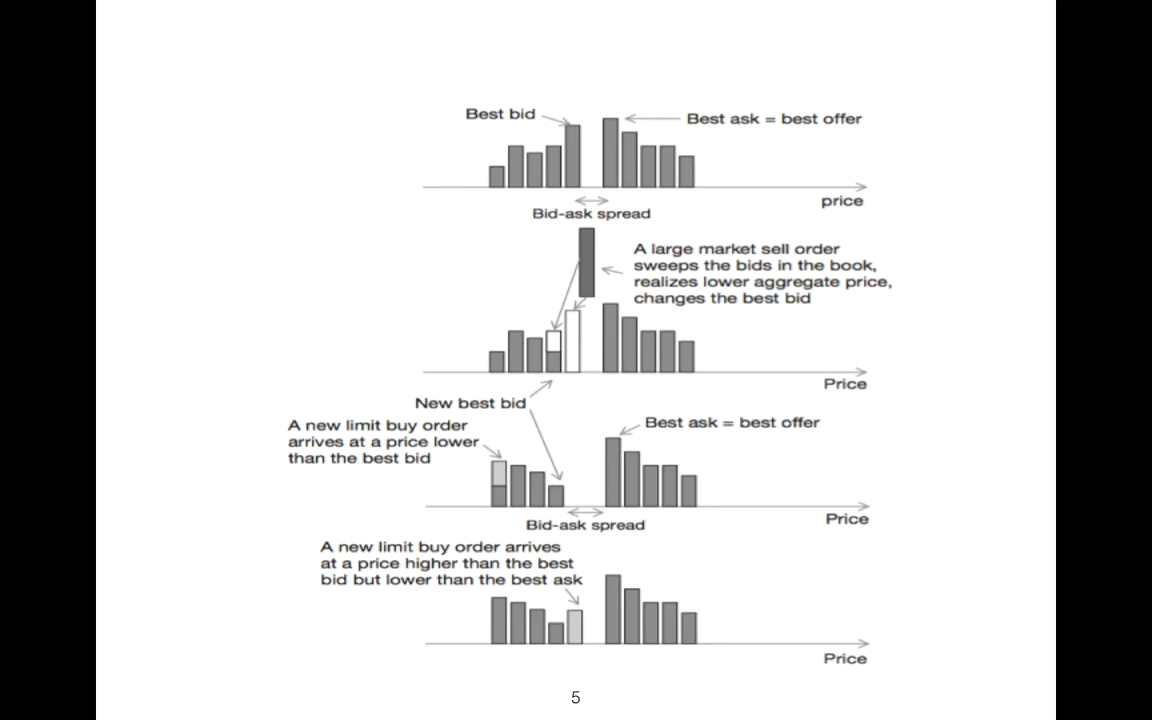 Best bid
Best ask = best offer
price
Bid-ask spread
A large market sell order
sweeps the bids in the book,
realizes lower aggregate price,
changes the best bid
Price
New best bid
A new limit buy order
arrives at a price lower
than the best bid
Best ask = best offer
Price
Bid-ask spread
A new limit buy order arrives
at a price higher than the best
bid but lower than the best ask
Price
5